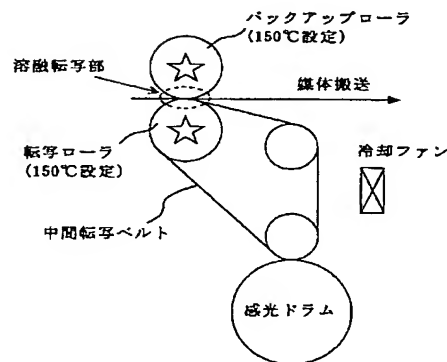 バックアップローラ
(150℃設定)
溶融転写部
媒体搬送
転写ローラ
(150℃設定)
冷却ファン
中間転写ベルト
感光ドラム